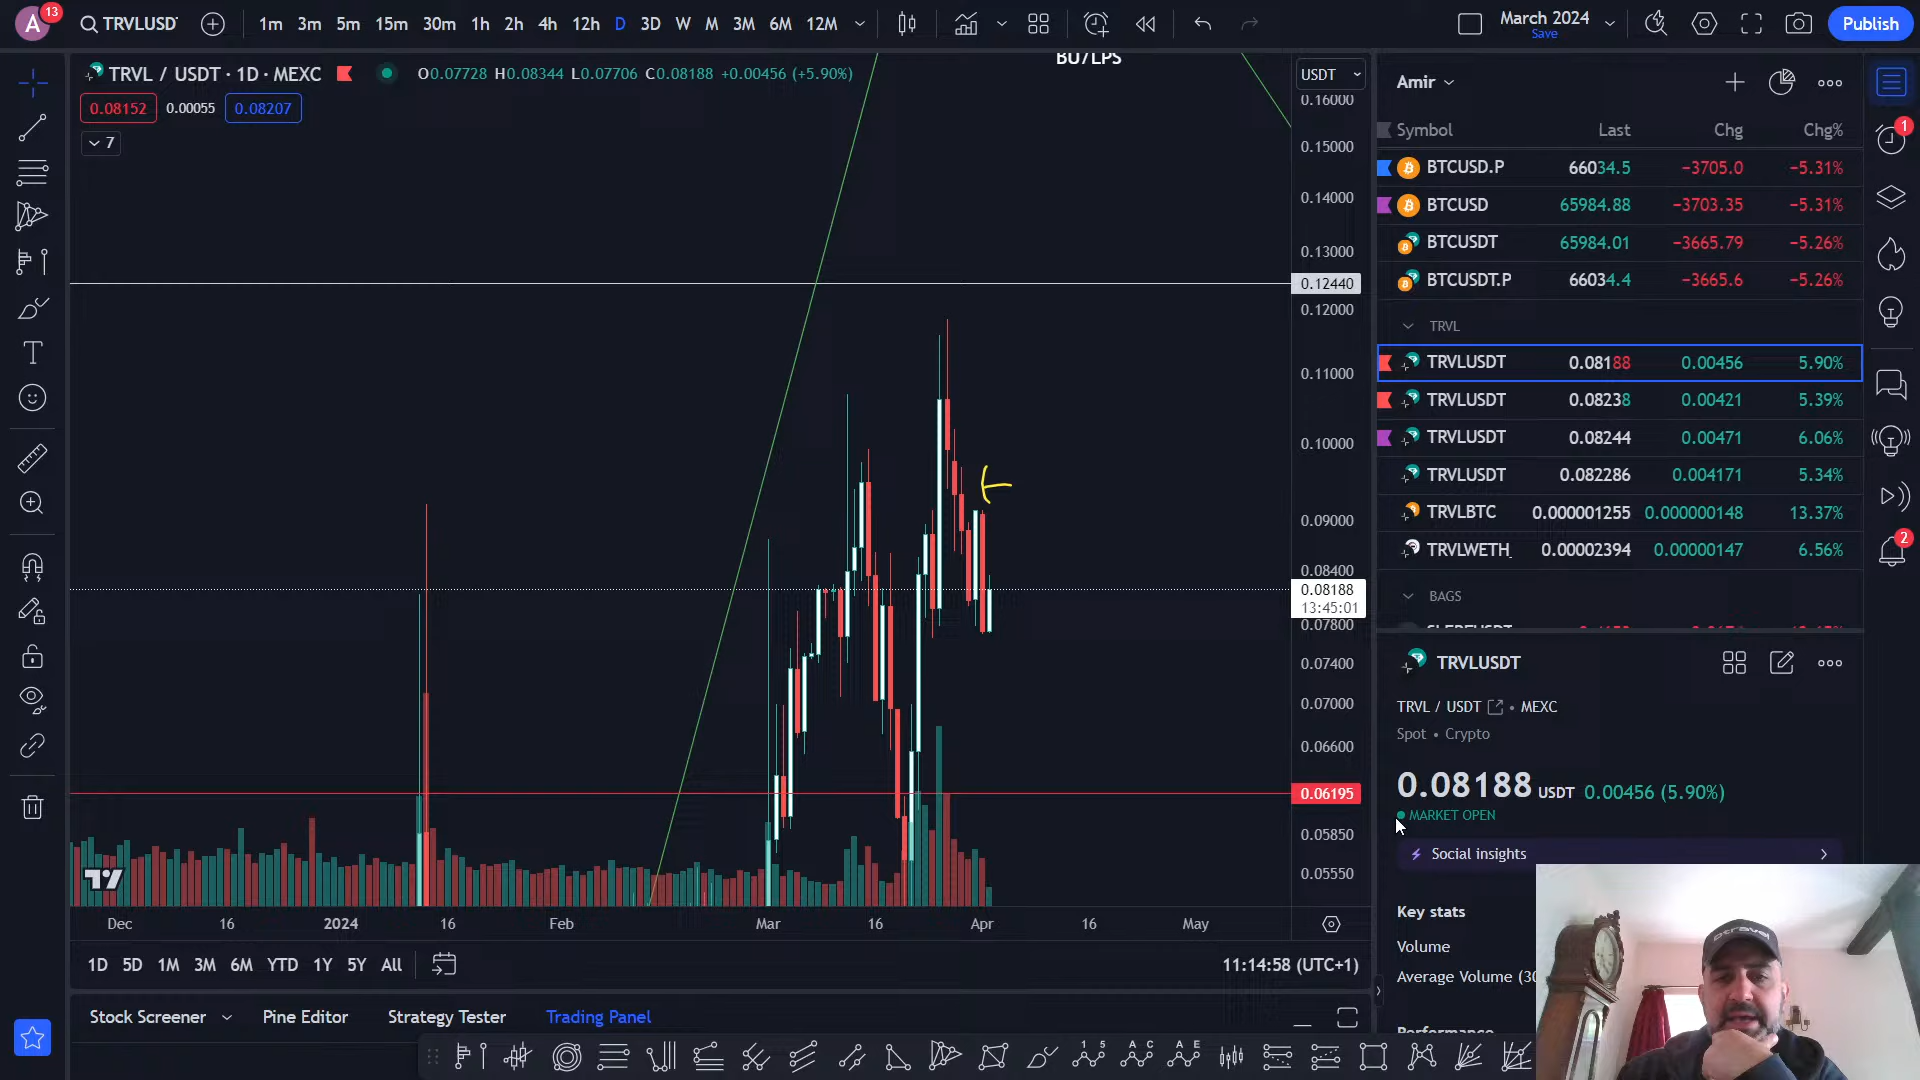 A
13
TRVLUSD
1m 3m 5m 15m 30m 1h 2h 4h 12h D 3D W M 3M 6M 12M
March 2024
Save
Publish
TRVL / USDT · 1D · MEXC
O0.07728 H0.08344 L0.07706 C0.08188 +0.00456 (+5.90%)
0.08152
0.00055
0.08207
7
BU/LPS
USDT
0.16000
0.15000
0.14000
0.13000
0.12440
0.12000
0.11000
0.10000
0.09000
0.08400
0.08188
13:45:01
0.07800
0.07400
0.07000
0.06600
0.06195
0.05850
0.05550
Dec 16 2024 16 Feb Mar 16 Apr 16 May
1D 5D 1M 3M 6M YTD 1Y 5Y All
11:14:58 (UTC+1)
Stock Screener
Pine Editor
Strategy Tester
Trading Panel
Amir
Symbol Last Chg Chg%
BTCUSD.P 66034.5 −3705.0 −5.31%
BTCUSD 65984.88 −3703.35 −5.31%
BTCUSDT 65984.01 −3665.79 −5.26%
BTCUSDT.P 66034.4 −3665.6 −5.26%
TRVL
TRVLUSDT 0.08188 0.00456 5.90%
TRVLUSDT 0.08238 0.00421 5.39%
TRVLUSDT 0.08244 0.00471 6.06%
TRVLUSDT 0.082286 0.004171 5.34%
TRVLBTC 0.000001255 0.000000148 13.37%
TRVLWETH_ 0.00002394 0.00000147 6.56%
BAGS
TRVLUSDT
TRVL / USDT • MEXC
Spot • Crypto
0.08188 USDT 0.00456 (5.90%)
MARKET OPEN
Social insights
Key stats
Volume
Average Volume (30
Performance
1
2
dtravel